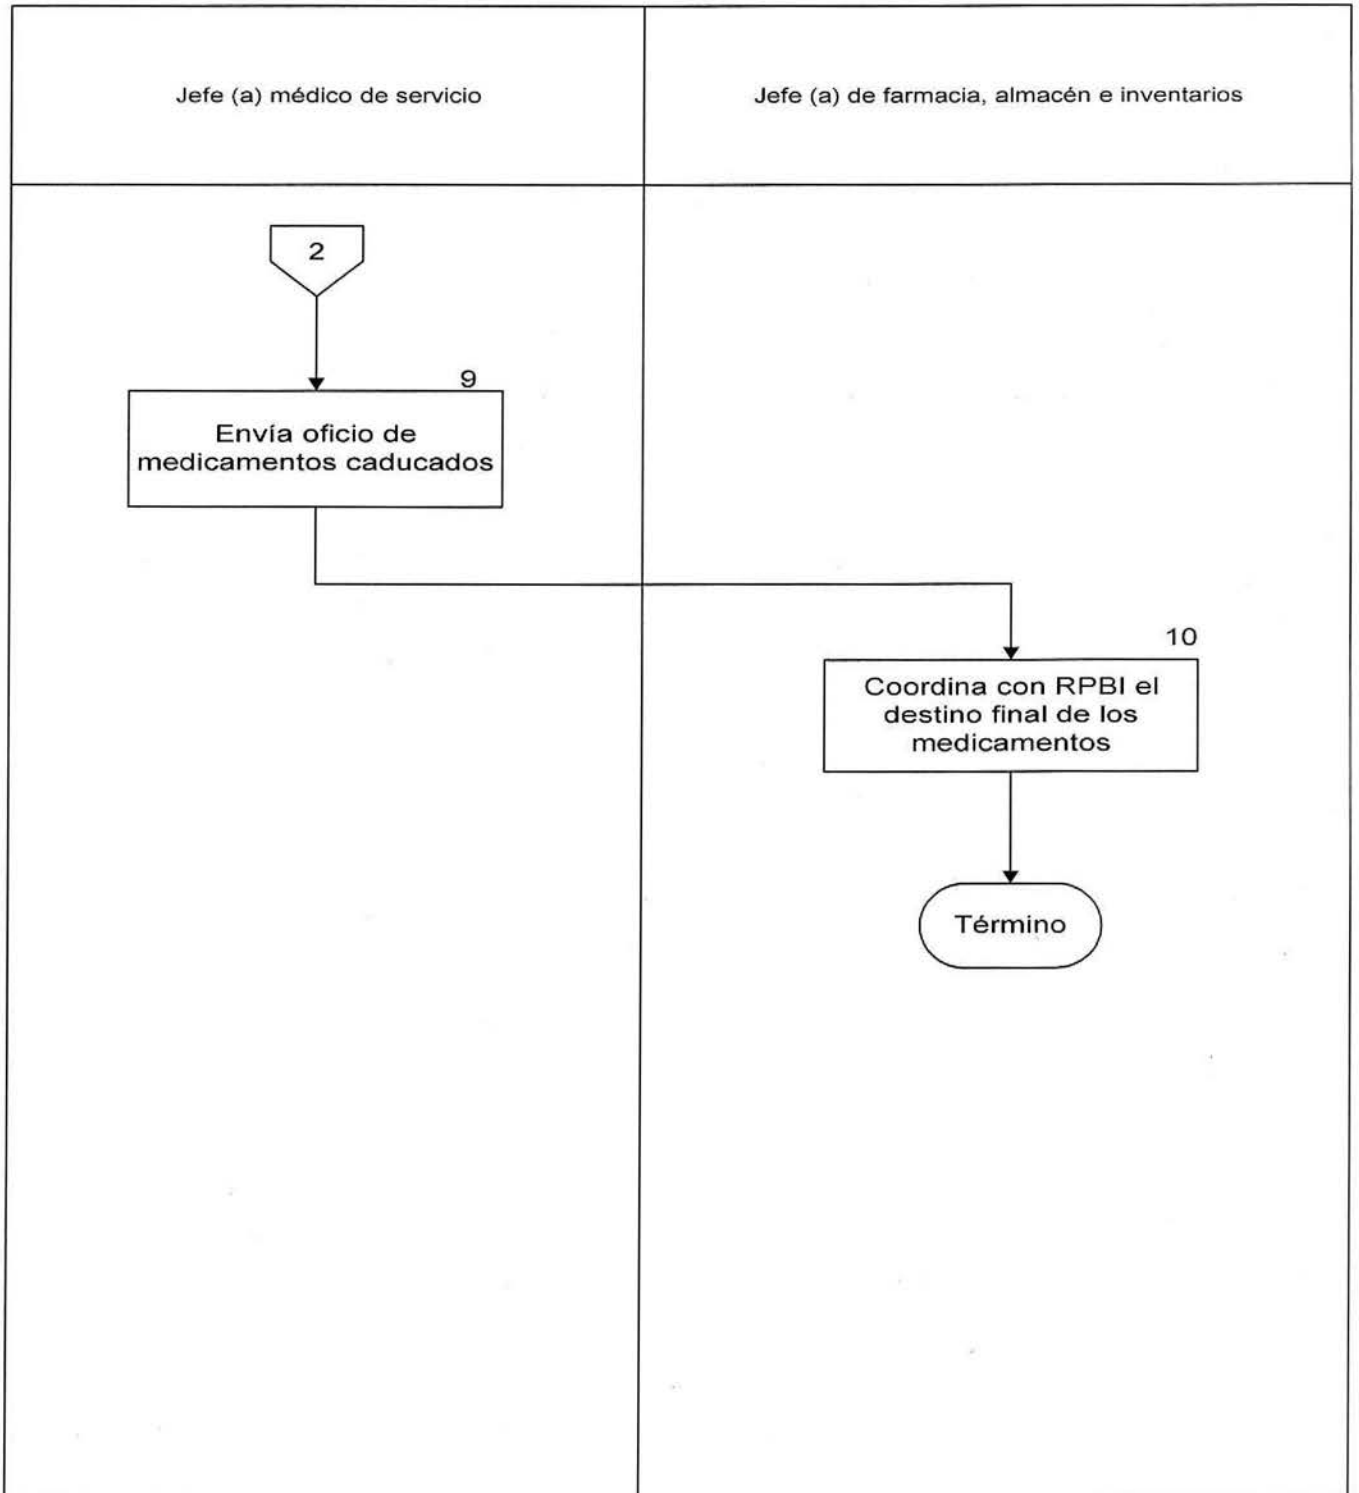 Jefe (a) médico de servicio
Jefe (a) de farmacia, almacén e inventarios
2
9
Envía oficio de
medicamentos caducados
10
Coordina con RPBI el
destino final de los
medicamentos
Término